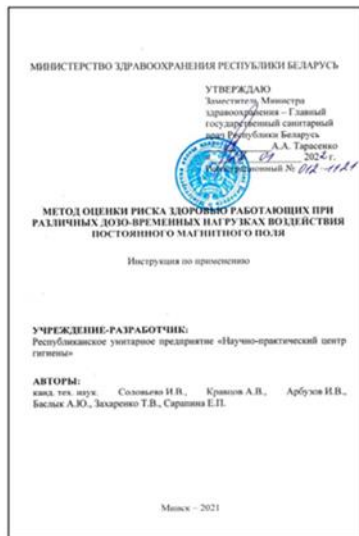 МИНИСТЕРСТВО ЗДРАВООХРАНЕНИЯ РЕСПУБЛИКИ БЕЛАРУСЬ
УТВЕРЖДАЮ
Заместитель Министра
здравоохранения – Главный
государственный санитарный
врач Республики Беларусь
А.А. Тарасенко
01 2022 г.
Регистрационный № 012-1121
МЕТОД ОЦЕНКИ РИСКА ЗДОРОВЬЮ РАБОТАЮЩИХ ПРИ
РАЗЛИЧНЫХ ДОЗО-ВРЕМЕННЫХ НАГРУЗКАХ ВОЗДЕЙСТВИЯ
ПОСТОЯННОГО МАГНИТНОГО ПОЛЯ
Инструкция по применению
УЧРЕЖДЕНИЕ-РАЗРАБОТЧИК:
Республиканское унитарное предприятие «Научно-практический центр
гигиены»
АВТОРЫ:
канд. тех. наук. Соловьева И.В., Кравцов А.В., Арбузов И.В.,
Баслык А.Ю., Захаренко Т.В., Сарапина Е.П.
Минск – 2021